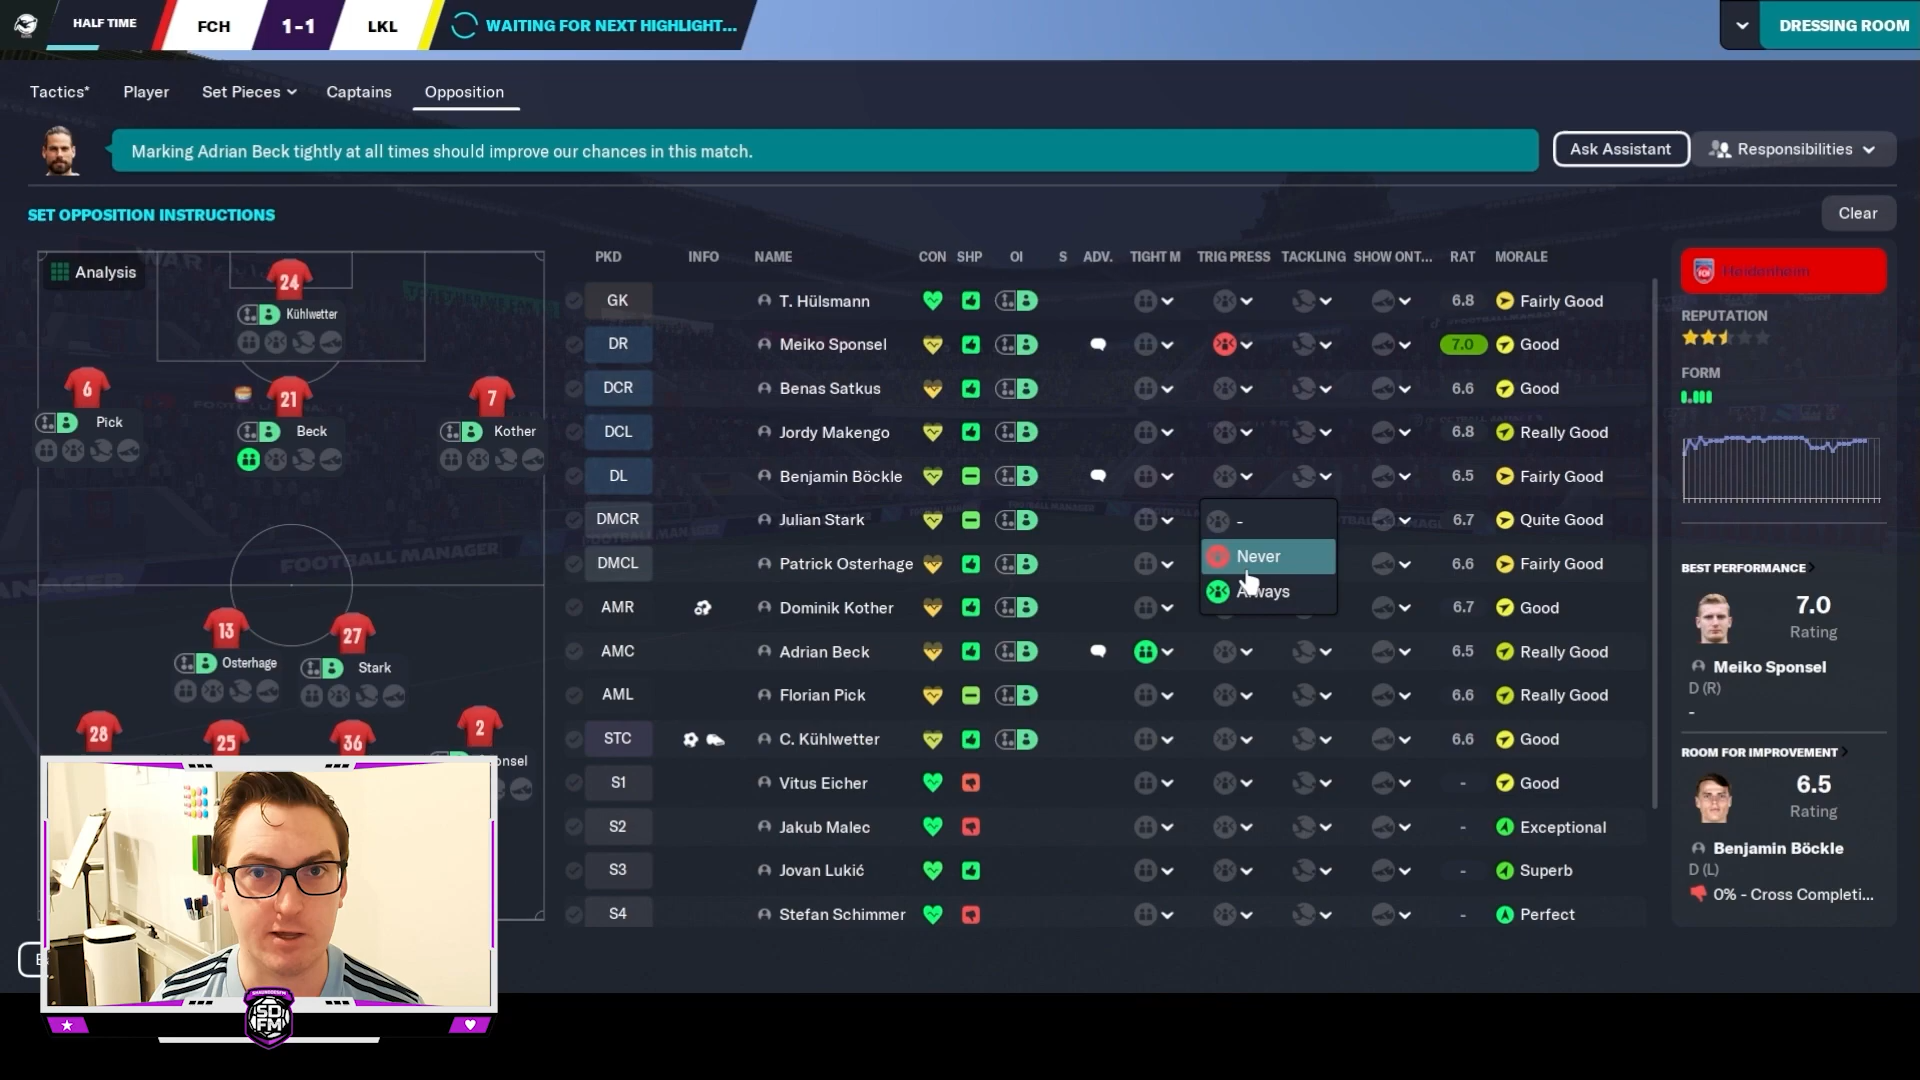 HALF TIME
FCH
1-1
LKL
WAITING FOR NEXT HIGHLIGHT...
DRESSING ROOM
Tactics* Player Set Pieces Captains Opposition
Marking Adrian Beck tightly at all times should improve our chances in this match.
Ask Assistant
Responsibilities
SET OPPOSITION INSTRUCTIONS
Clear
Analysis
24
Kühlwetter
6
Pick
21
Beck
7
Kother
FOOTBALL MANAGER
13
Osterhage
27
Stark
28
25
36
2
onsel
PKD INFO NAME CON SHP OI S ADV. TIGHT M TRIG PRESS TACKLING SHOW ONT... RAT MORALE
GK T. Hülsmann 6.8 Fairly Good
DR Meiko Sponsel 7.0 Good
DCR Benas Satkus 6.6 Good
DCL Jordy Makengo 6.8 Really Good
DL Benjamin Böckle 6.5 Fairly Good
DMCR Julian Stark - 6.7 Quite Good
DMCL Patrick Osterhage Never 6.6 Fairly Good
Always
AMR Dominik Kother 6.7 Good
AMC Adrian Beck 6.5 Really Good
AML Florian Pick 6.6 Really Good
STC C. Kühlwetter 6.6 Good
S1 Vitus Eicher - Good
S2 Jakub Malec - Exceptional
S3 Jovan Lukić - Superb
S4 Stefan Schimmer - Perfect
Heidenheim
REPUTATION
FORM
BEST PERFORMANCE
7.0
Rating
Meiko Sponsel
D (R)
-
ROOM FOR IMPROVEMENT
6.5
Rating
Benjamin Böckle
D (L)
0% - Cross Completi...
SD
FM